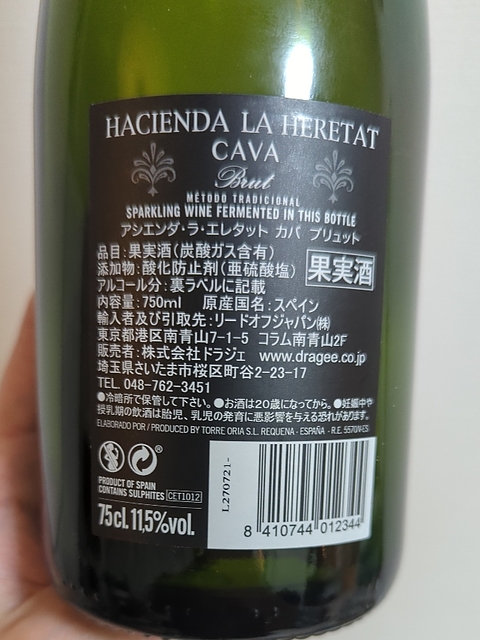 HACIENDA LA HERETAT
CAVA
Brut
MÉTODO TRADICIONAL
SPARKLING WINE FERMENTED IN THIS BOTTLE
アシエンダ・ラ・エレタット カバ ブリュット
品目：果実酒（炭酸ガス含有）
添加物：酸化防止剤（亜硫酸塩）
果実酒
アルコール分：裏ラベルに記載
内容量：750ml 原産国名：スペイン
輸入者及び引取先：リードオフジャパン㈱
東京都港区南青山7-1-5 コラム南青山2F
販売者：株式会社ドラジェ www.dragee.co.jp
埼玉県さいたま市桜区町谷2-23-17
TEL. 048-762-3451
●冷暗所で保管して下さい。●お酒は20歳になってから。●妊娠中や
授乳期の飲酒は胎児、乳児の発育に悪影響を与える恐れがあります。
ELABORADO POR / PRODUCED BY TORRE ORIA S.L. REQUENA - ESPAÑA - R.E. 557UV-ES
PRODUCT OF SPAIN
CONTAINS SULPHITES CET1012
75cl. 11,5%vol.
L270721-
8 410744 012344